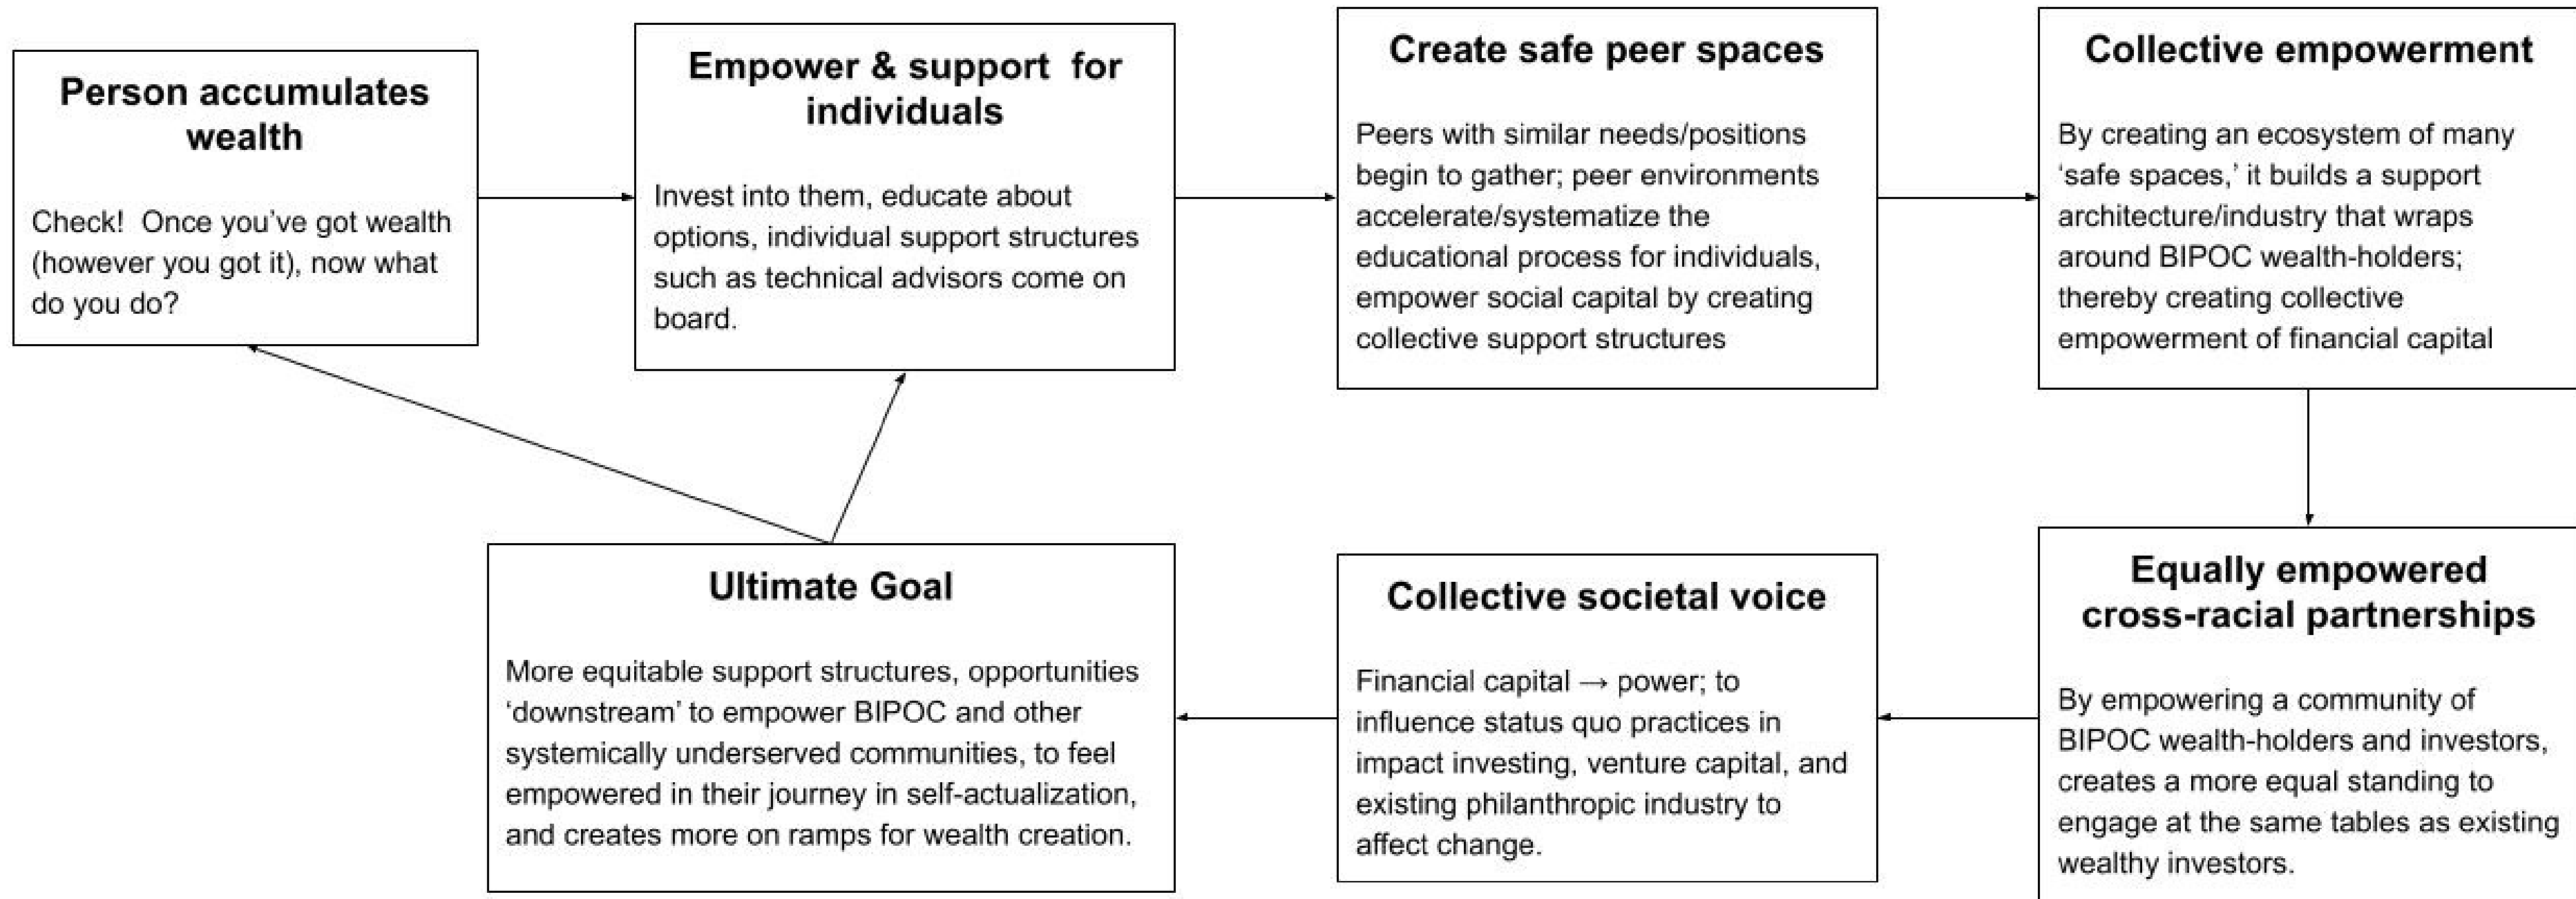 Person accumulates
wealth
Check!  Once you’ve got wealth
(however you got it), now what
do you do?
Empower & support  for
individuals
Invest into them, educate about
options, individual support structures
such as technical advisors come on
board.
Create safe peer spaces
Peers with similar needs/positions
begin to gather; peer environments
accelerate/systematize the
educational process for individuals,
empower social capital by creating
collective support structures
Collective empowerment
By creating an ecosystem of many
‘safe spaces,’ it builds a support
architecture/industry that wraps
around BIPOC wealth-holders;
thereby creating collective
empowerment of financial capital
Equally empowered
cross-racial partnerships
By empowering a community of
BIPOC wealth-holders and investors,
creates a more equal standing to
engage at the same tables as existing
wealthy investors.
Collective societal voice
Financial capital → power; to
influence status quo practices in
impact investing, venture capital, and
existing philanthropic industry to
affect change.
Ultimate Goal
More equitable support structures, opportunities
‘downstream’ to empower BIPOC and other
systemically underserved communities, to feel
empowered in their journey in self-actualization,
and creates more on ramps for wealth creation.